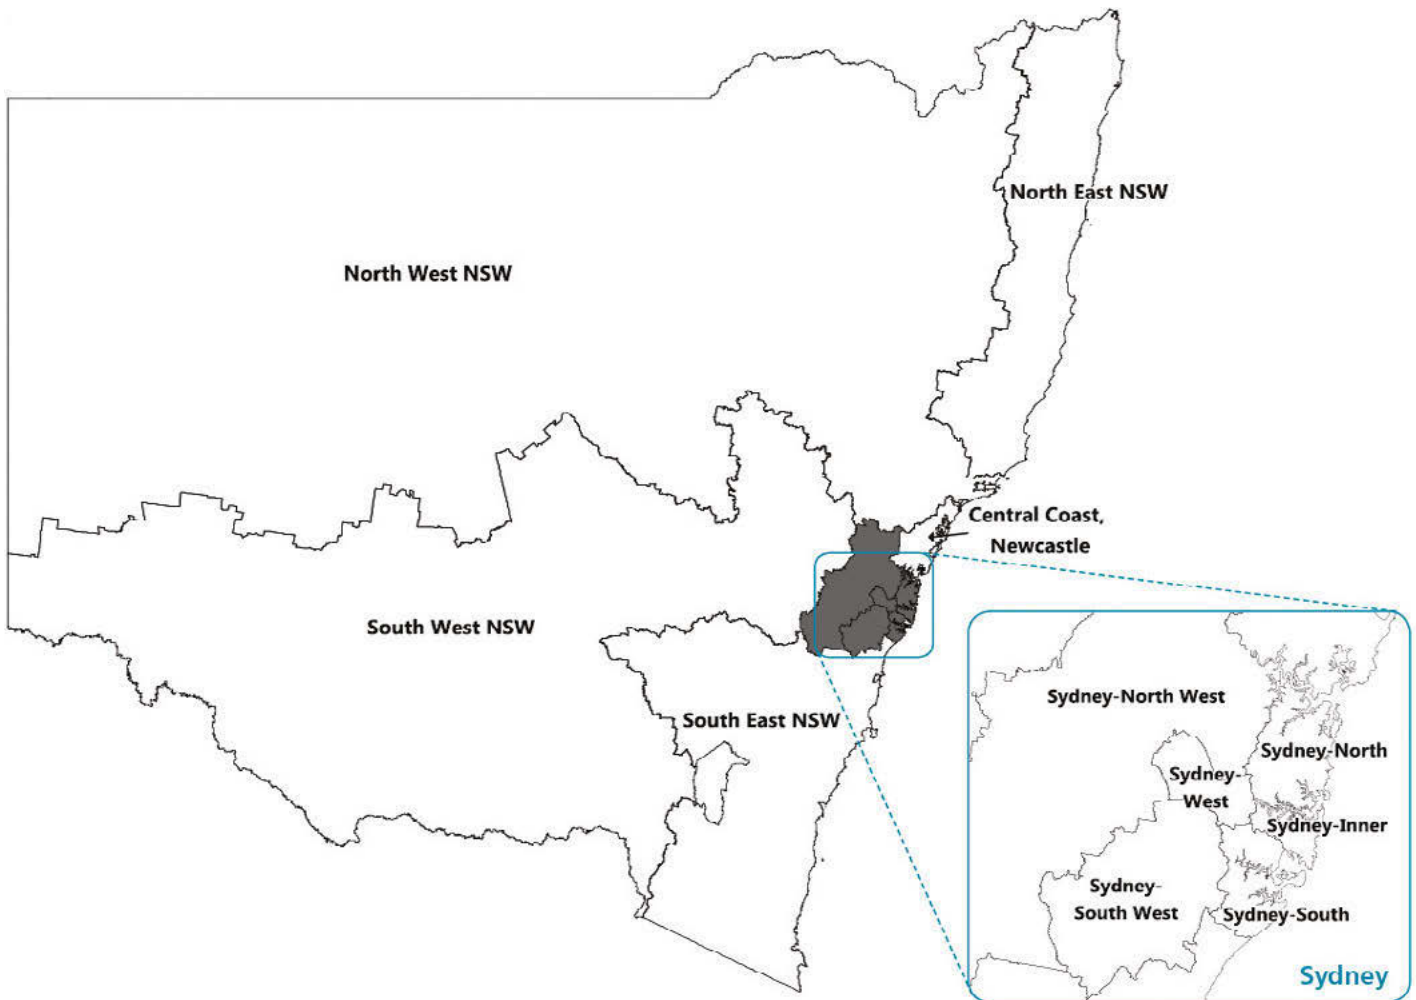 North East NSW
North West NSW
Central Coast,
Newcastle
South West NSW
South East NSW
Sydney-North West
Sydney-North
Sydney-
West
Sydney-Inner
Sydney-
South West
Sydney-South
Sydney